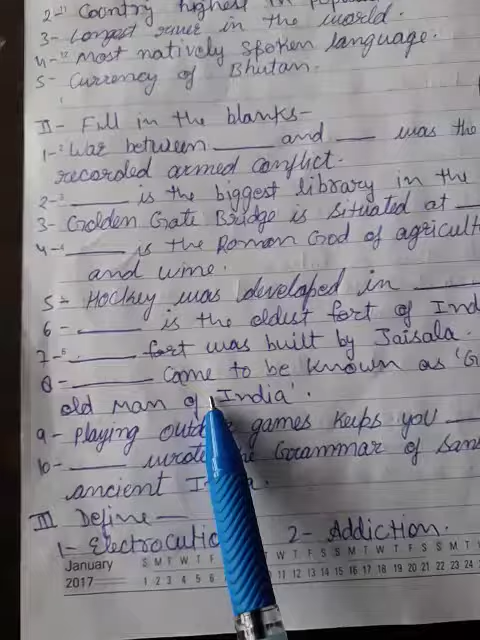 2- Country highest in
3- Longest river in the world.
4- Most natively spoken language.
5- Currency of Bhutan.
II- Fill in the blanks-
1- War between ____ and ____ was the
recorded armed conflict.
2- ____ is the biggest library in the
3- Golden Gate Bridge is situated at ____
4- ____ is the Roman God of
and wine.
5- Hockey was developed in ____
6- ____ is the oldest fort of
7- ____ fort was built by Jaisala.
8- ____ came to be known as
old man of India'.
9- Playing games keeps you ____
10- ____ wrote the Grammar of
ancient
III Define-
1- 2- Addiction.
January S M T W T F S W T F S S M T W T F S S M T
2017 1 2 3 4 5 6 11 12 13 14 15 16 17 18 19 20 21 22 23 24